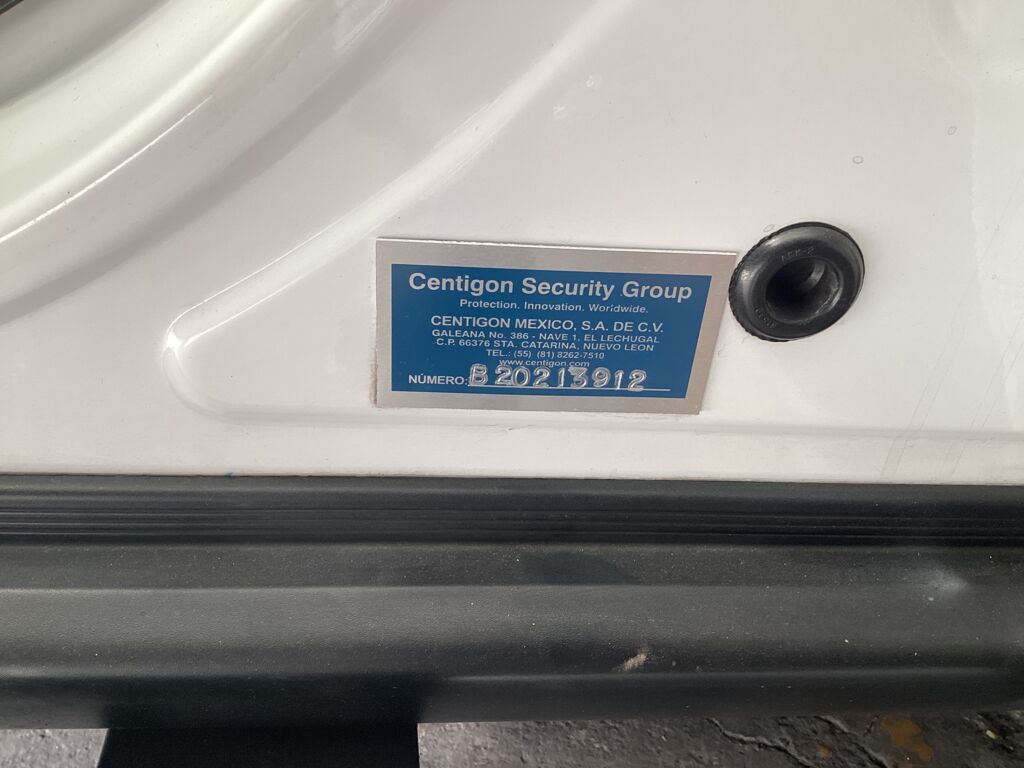 Centigon Security Group
Protection. Innovation. Worldwide.
CENTIGON MEXICO, S.A. DE C.V.
GALEANA No. 386 - NAVE 1, EL LECHUGAL
C.P. 66376 STA. CATARINA, NUEVO LEON
TEL.: (55) (81) 8262-7510
www.centigon.com
NÚMERO: B20213912